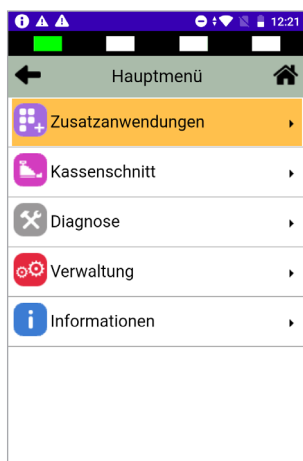 12:21
Hauptmenü
Zusatzanwendungen
Kassenschnitt
Diagnose
Verwaltung
Informationen